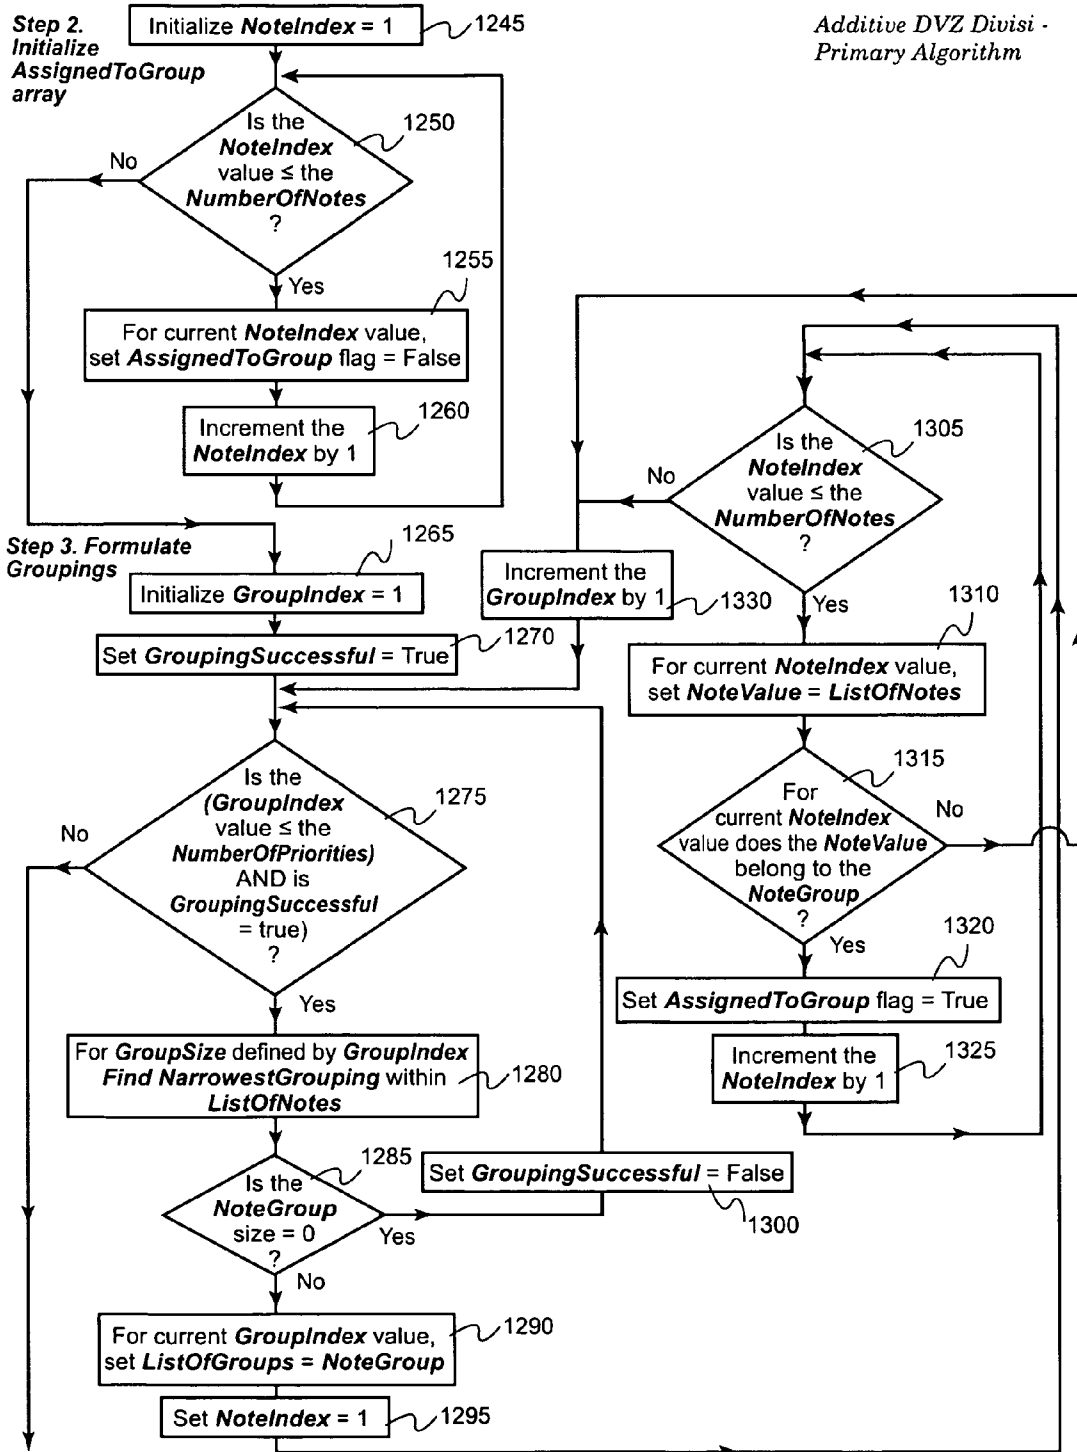 Step 2.
Initialize
AssignedToGroup
array
Initialize NoteIndex = 1
1245
Additive DVZ Divisi -
Primary Algorithm
Is the
NoteIndex
value ≤ the
NumberOfNotes
?
1250
No
Yes
1255
For current NoteIndex value,
set AssignedToGroup flag = False
Increment the
NoteIndex by 1
1260
Step 3. Formulate
Groupings
1265
Initialize GroupIndex = 1
Set GroupingSuccessful = True
1270
Is the
(GroupIndex
value ≤ the
NumberOfPriorities)
AND is
GroupingSuccessful
= true)
?
1275
No
Yes
For GroupSize defined by GroupIndex
Find NarrowestGrouping within
ListOfNotes
1280
Is the
NoteGroup
size = 0
?
1285
Yes
No
Set GroupingSuccessful = False
1300
For current GroupIndex value,
set ListOfGroups = NoteGroup
1290
Set NoteIndex = 1
1295
Is the
NoteIndex
value ≤ the
NumberOfNotes
?
1305
No
Yes
Increment the
GroupIndex by 1
1330
1310
For current NoteIndex value,
set NoteValue = ListOfNotes
For
current NoteIndex
value does the NoteValue
belong to the
NoteGroup
?
1315
No
Yes
1320
Set AssignedToGroup flag = True
Increment the
NoteIndex by 1
1325